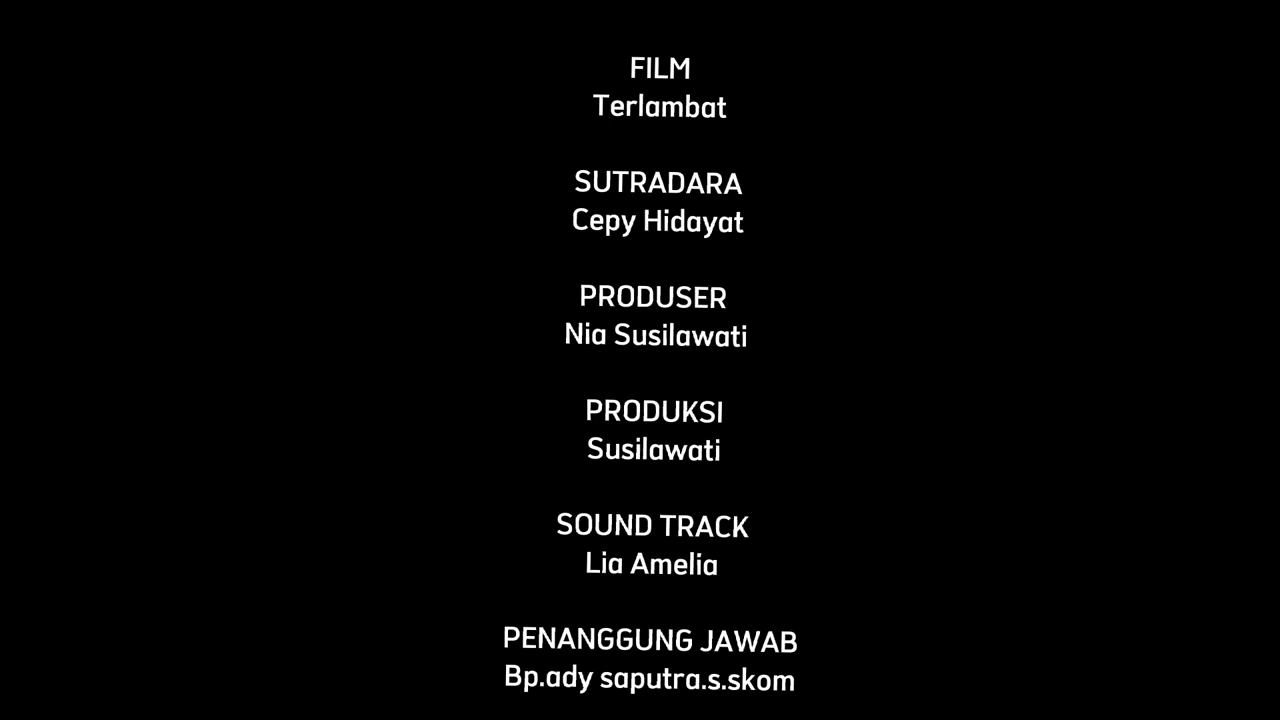 FILM
Terlambat
SUTRADARA
Cepy Hidayat
PRODUSER
Nia Susilawati
PRODUKSI
Susilawati
SOUND TRACK
Lia Amelia
PENANGGUNG JAWAB
Bp.ady saputra.s.skom